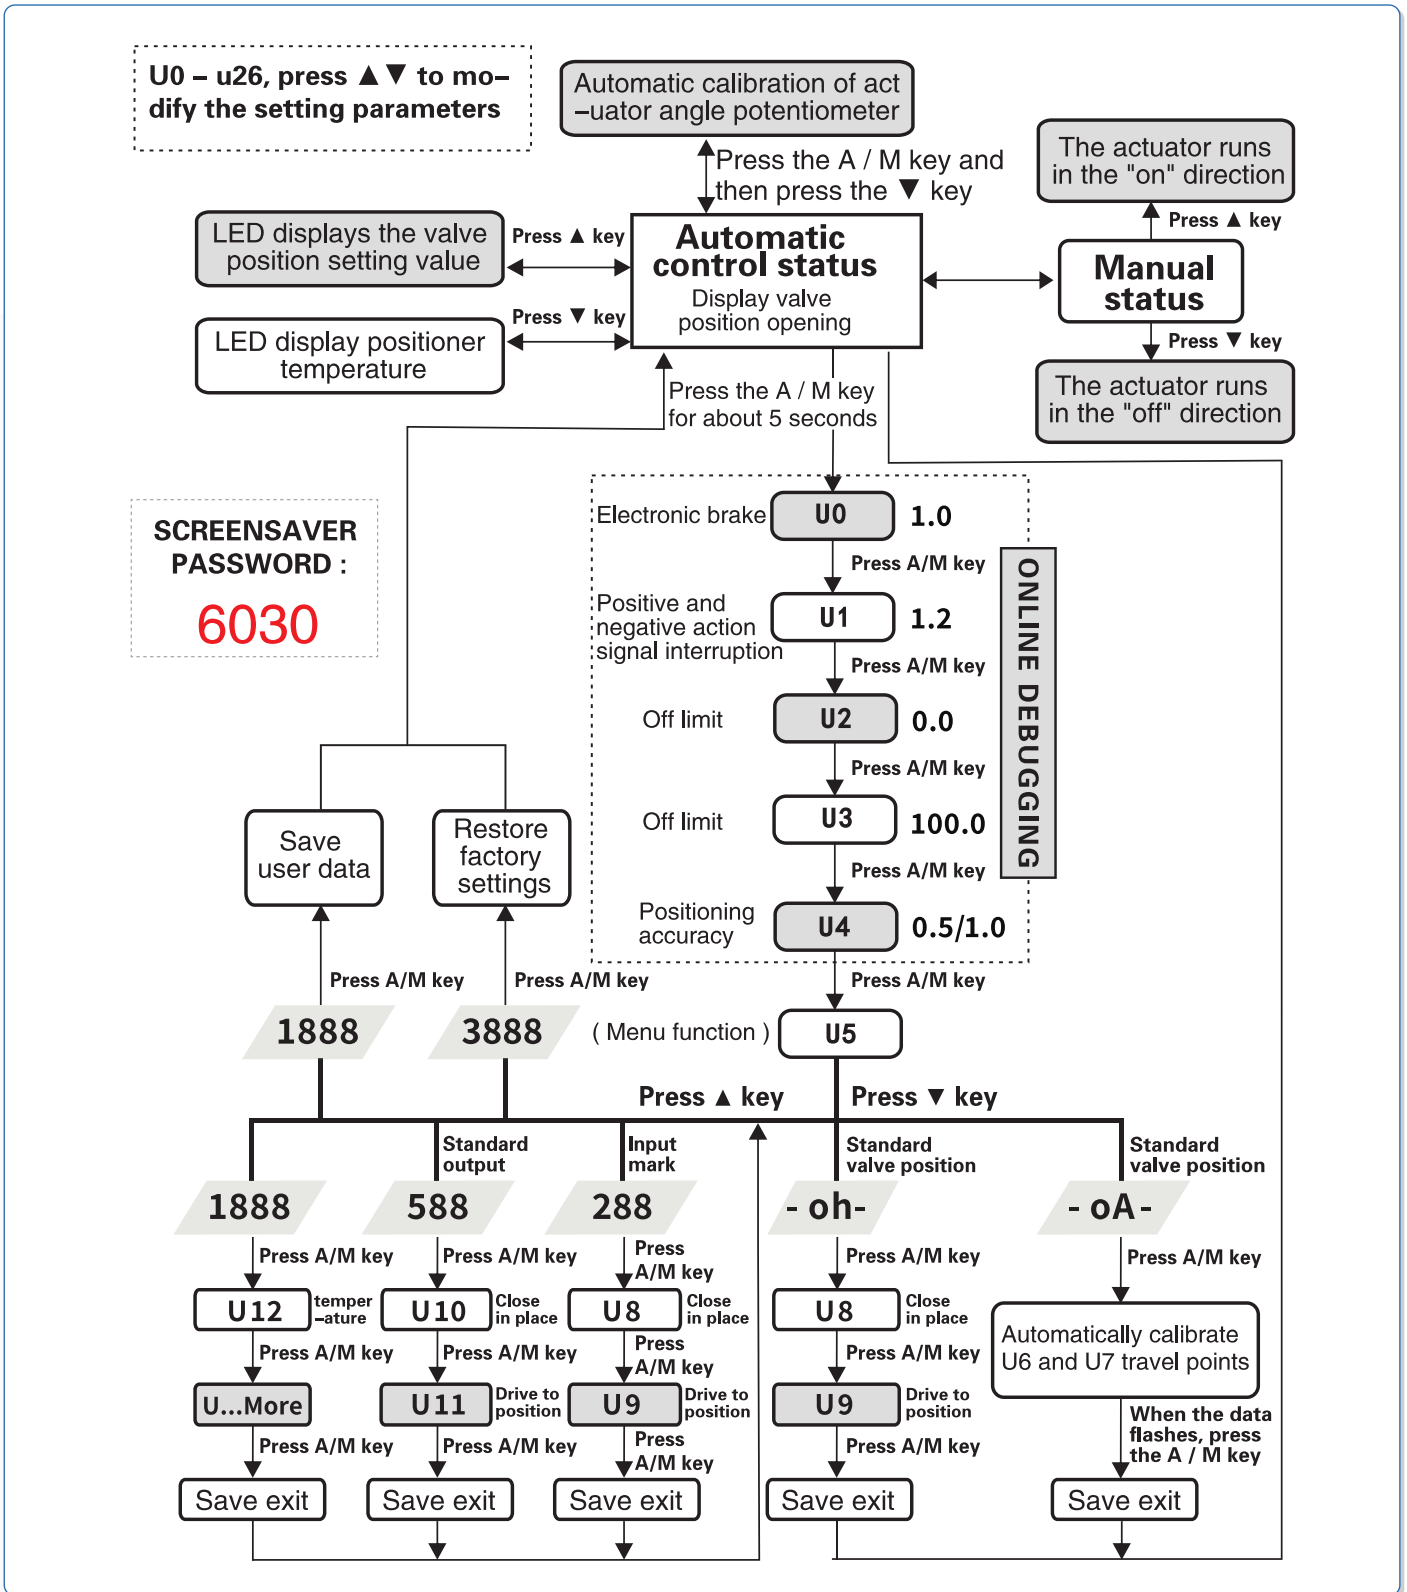 U0 – u26, press ▲ ▼ to mo–
dify the setting parameters
Automatic calibration of act
–uator angle potentiometer
Press the A / M key and
then press the ▼ key
The actuator runs
in the "on" direction
Press ▲ key
LED displays the valve
position setting value
Press ▲ key
Automatic
control status
Display valve
position opening
Manual
status
Press ▼ key
LED display positioner
temperature
Press ▼ key
The actuator runs
in the "off" direction
Press the A / M key
for about 5 seconds
SCREENSAVER
PASSWORD :
6030
Electronic brake
U0
1.0
Press A/M key
Positive and
negative action
signal interruption
U1
1.2
Press A/M key
Off limit
U2
0.0
Press A/M key
Off limit
U3
100.0
Press A/M key
Positioning
accuracy
U4
0.5/1.0
ONLINE DEBUGGING
Save
user data
Restore
factory
settings
Press A/M key
Press A/M key
Press A/M key
1888
3888
( Menu function )
U5
Press ▲ key
Press ▼ key
Standard
output
Input
mark
Standard
valve position
Standard
valve position
1888
588
288
- oh-
- oA-
Press A/M key
Press A/M key
Press
A/M key
Press A/M key
Press A/M key
U12
temper
–ature
U10
Close
in place
U8
Close
in place
U8
Close
in place
Automatically calibrate
U6 and U7 travel points
Press A/M key
Press A/M key
Press
A/M key
Press A/M key
U...More
U11
Drive to
position
U9
Drive to
position
U9
Drive to
position
When the data
flashes, press
the A / M key
Press A/M key
Press A/M key
Press
A/M key
Press A/M key
Save exit
Save exit
Save exit
Save exit
Save exit